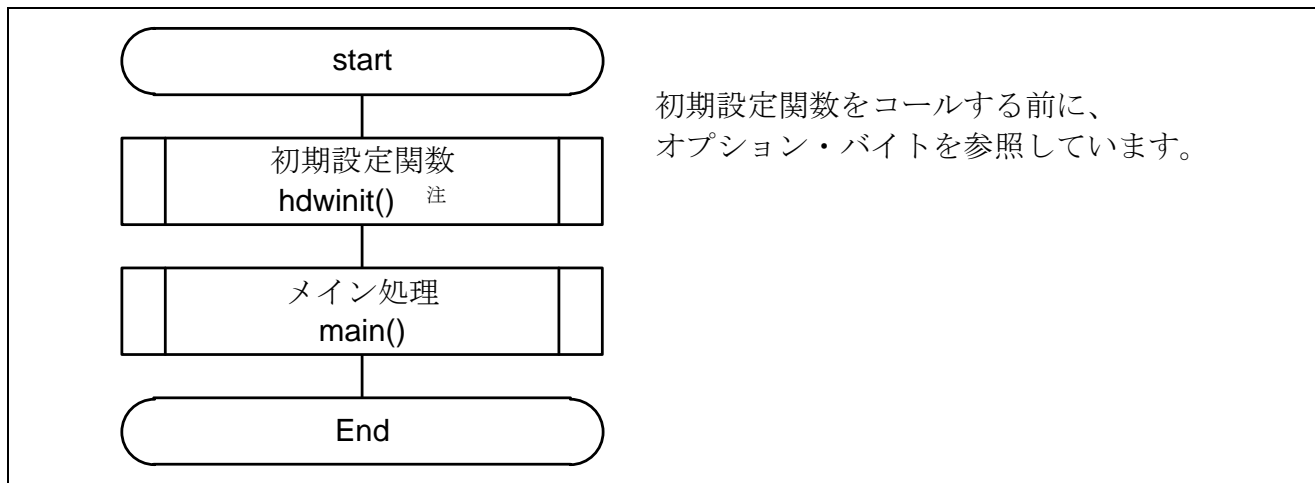 start
初期設定関数をコールする前に、
オプション・バイトを参照しています。
初期設定関数
hdwinit() 注
メイン処理
main()
End